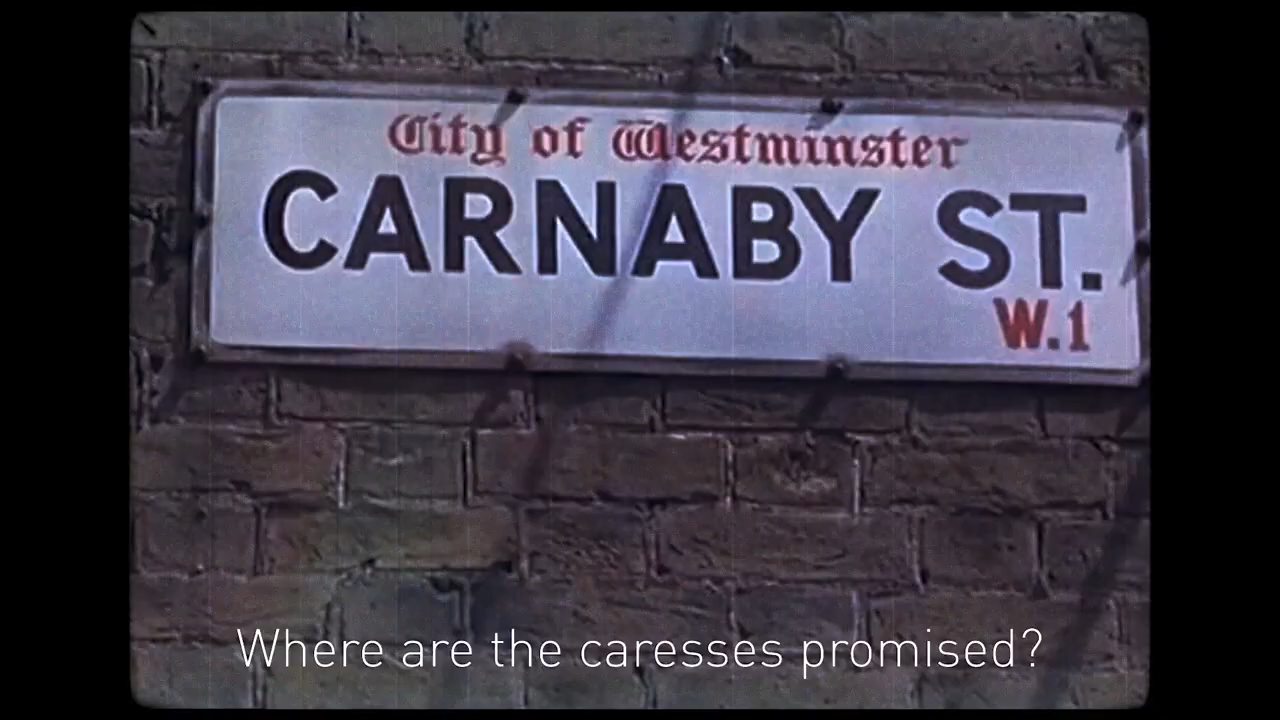 City of Westminster
CARNABY ST.
W.1
Where are the caresses promised?